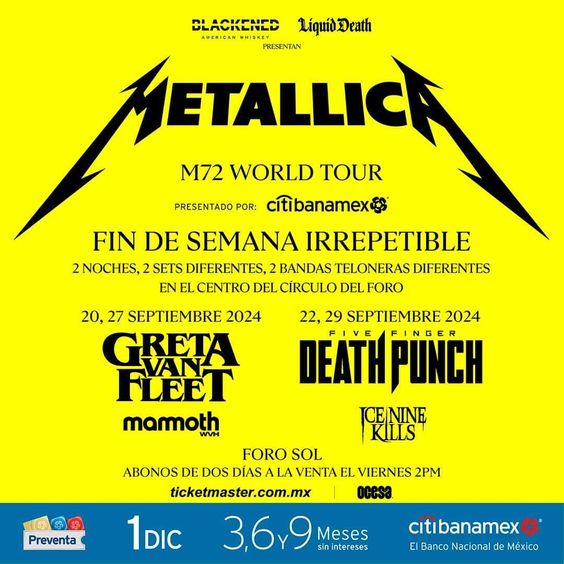 BLACKENED Liquid Death
AMERICAN WHISKEY
PRESENTAN
METALLICA
M72 WORLD TOUR
PRESENTADO POR: citibanamex
FIN DE SEMANA IRREPETIBLE
2 NOCHES, 2 SETS DIFERENTES, 2 BANDAS TELONERAS DIFERENTES
EN EL CENTRO DEL CÍRCULO DEL FORO
20, 27 SEPTIEMBRE 2024
GRETA
VAN
FLEET
mammoth
WVH
22, 29 SEPTIEMBRE 2024
FIVE FINGER
DEATH PUNCH
ICE NINE
KILLS
FORO SOL
ABONOS DE DOS DÍAS A LA VENTA EL VIERNES 2PM
ticketmaster.com.mx | ocesa
Preventa
1 DIC
3,6 Y 9 Meses
sin intereses
citibanamex
El Banco Nacional de México